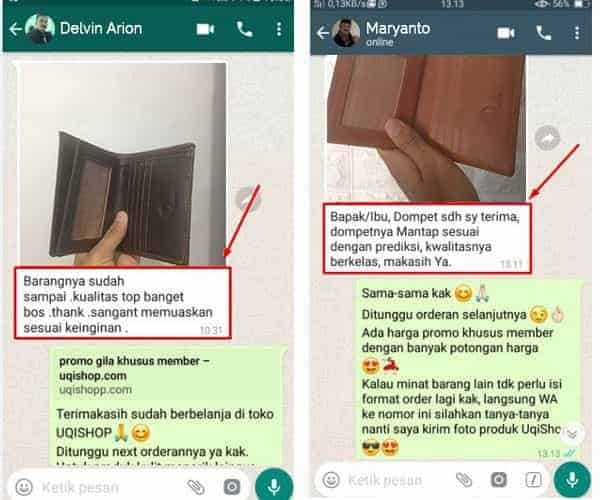 10.32
Delvin Arion
Barangnya sudah
sampai .kualitas top banget
bos .thank .sangant memuaskan
sesuai keinginan .
10.31
promo gila khusus member –
uqishopp.com
uqishopp.com
Terimakasih sudah berbelanja di toko
UQISHOP🙏😊
Ditunggu next orderannya ya kak.
Ketik pesan
0,13KB/s
13.13
56%
Maryanto
online
Bapak/Ibu, Dompet sdh sy terima,
dompetnya Mantap sesuai
dengan prediksi, kwalitasnya
berkelas, makasih Ya.
13.11
Sama-sama kak 😊🙏🏻
Ditunggu orderan selanjutnya 😉👌🏻
Ada harga promo khusus member
dengan banyak potongan harga
😍💃
Kalau minat barang lain tdk perlu isi
format order lagi kak, langsung WA
ke nomor ini silahkan tanya-tanya
nanti saya kirim foto produk UqiSho
😎😍
13.13
Ketik pesan